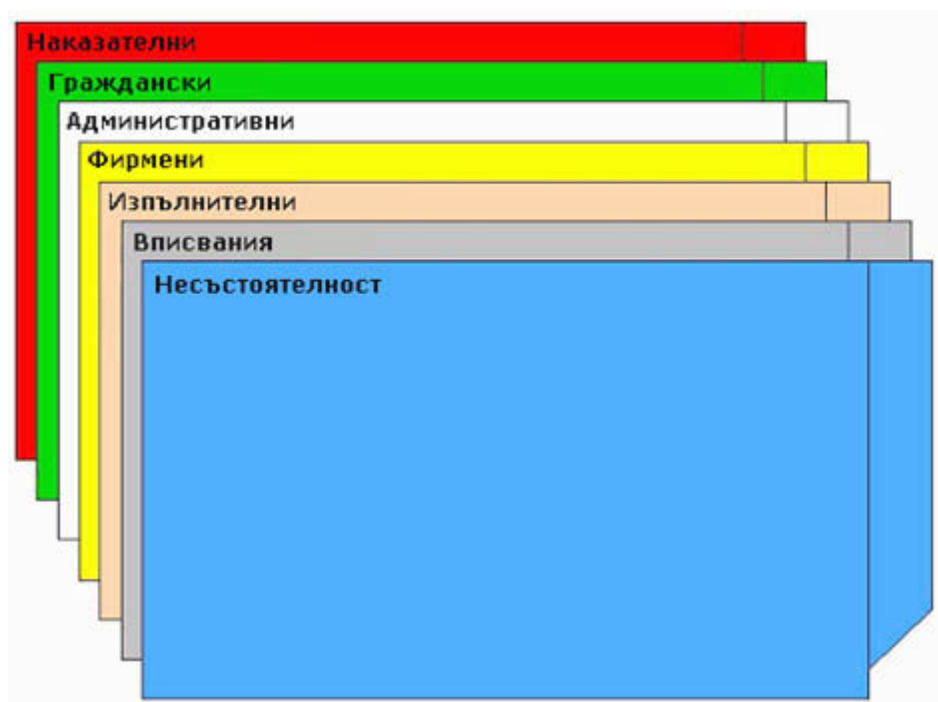 Наказателни
Граждански
Административни
Фирмени
Изпълнителни
Вписвания
Несъстоятелност